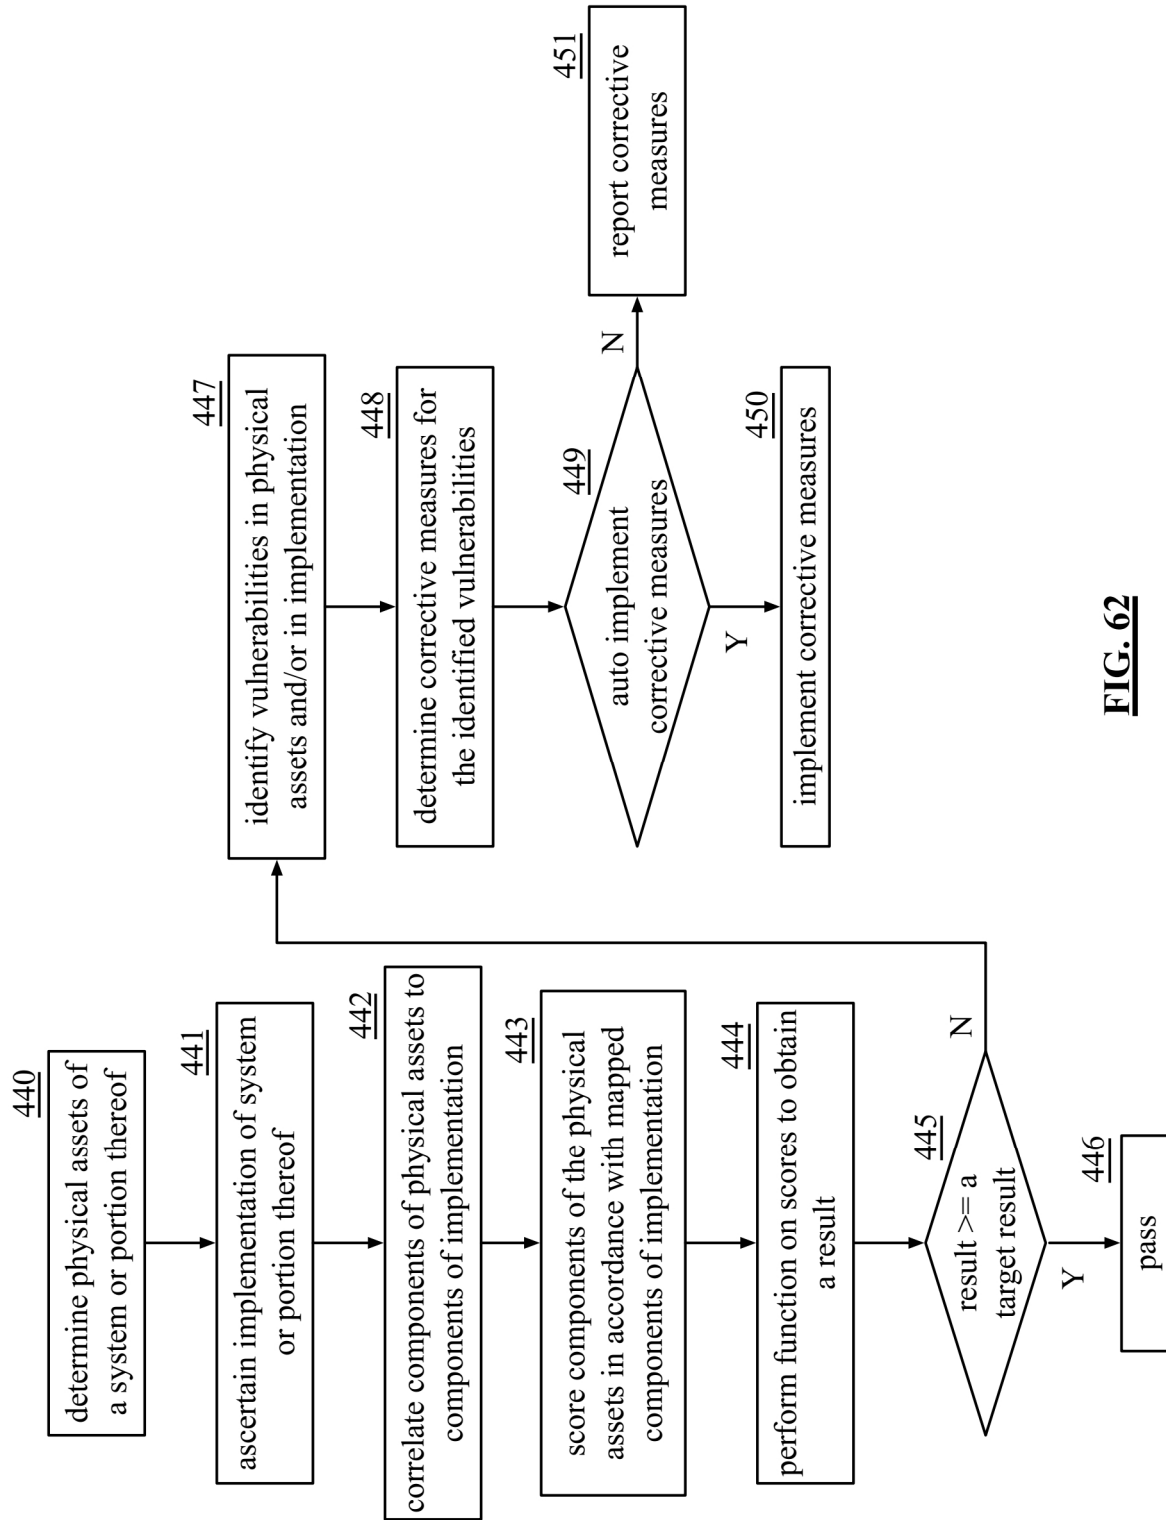 440
determine physical assets of
a system or portion thereof
441
ascertain implementation of system
or portion thereof
442
correlate components of physical assets to
components of implementation
443
score components of the physical
assets in accordance with mapped
components of implementation
444
perform function on scores to obtain
a result
445
result >= a
target result
N
Y
446
pass
447
identify vulnerabilities in physical
assets and/or in implementation
448
determine corrective measures for
the identified vulnerabilities
449
auto implement
corrective measures
N
Y
450
implement corrective measures
451
report corrective
measures
FIG. 62